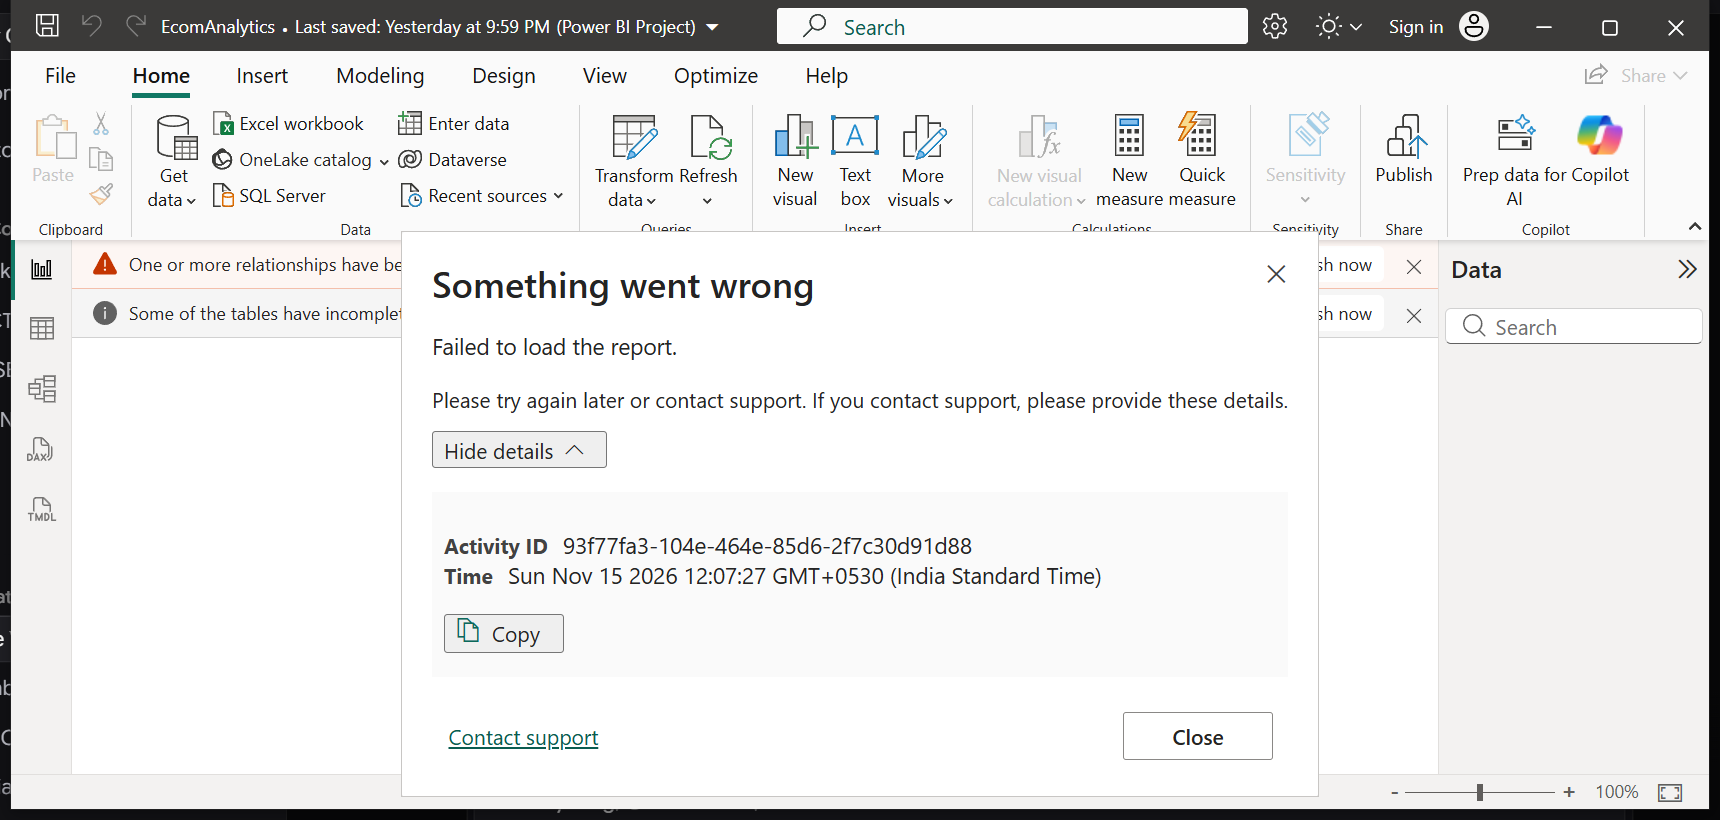 EcomAnalytics • Last saved: Yesterday at 9:59 PM (Power BI Project)
Search
Sign in
File
Home
Insert
Modeling
Design
View
Optimize
Help
Share
Paste
Clipboard
Get data
Excel workbook
OneLake catalog
SQL Server
Enter data
Dataverse
Recent sources
Data
Transform data
Refresh
Queries
New visual
Text box
More visuals
Insert
New visual calculation
New measure
Quick measure
Calculations
Sensitivity
Sensitivity
Publish
Share
Prep data for AI
Copilot
Copilot
One or more relationships have
now
Some of the tables have
now
Data
Search
DAX
TMDL
Something went wrong
Failed to load the report.
Please try again later or contact support. If you contact support, please provide these details.
Hide details
Activity ID 93f77fa3-104e-464e-85d6-2f7c30d91d88
Time Sun Nov 15 2026 12:07:27 GMT+0530 (India Standard Time)
Copy
Contact support
Close
- + 100%